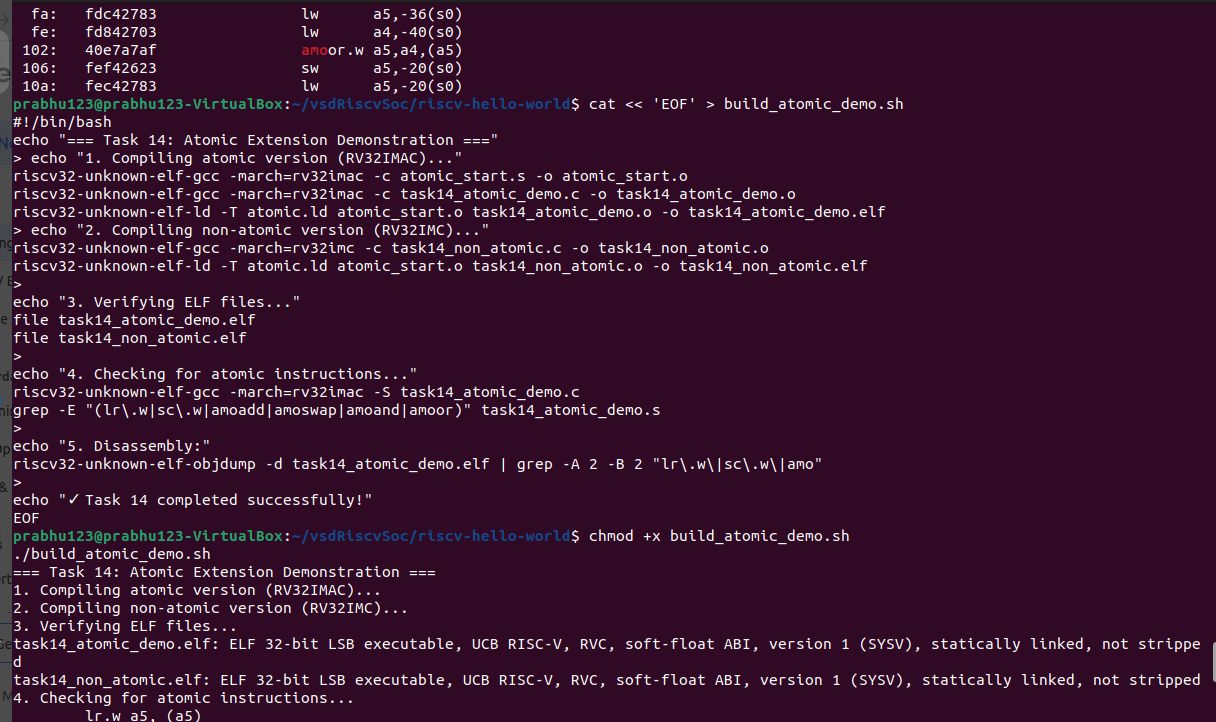 fa: fdc42783 lw a5,-36(s0)
fe: fd842703 lw a4,-40(s0)
102: 40e7a7af amoor.w a5,a4,(a5)
106: fef42623 sw a5,-20(s0)
10a: fec42783 lw a5,-20(s0)
prabhu123@prabhu123-VirtualBox:~/vsdRiscvSoc/riscv-hello-world$ cat << 'EOF' > build_atomic_demo.sh
#!/bin/bash
echo "=== Task 14: Atomic Extension Demonstration ==="
> echo "1. Compiling atomic version (RV32IMAC)..."
riscv32-unknown-elf-gcc -march=rv32imac -c atomic_start.s -o atomic_start.o
riscv32-unknown-elf-gcc -march=rv32imac -c task14_atomic_demo.c -o task14_atomic_demo.o
riscv32-unknown-elf-ld -T atomic.ld atomic_start.o task14_atomic_demo.o -o task14_atomic_demo.elf
> echo "2. Compiling non-atomic version (RV32IMC)..."
riscv32-unknown-elf-gcc -march=rv32imc -c task14_non_atomic.c -o task14_non_atomic.o
riscv32-unknown-elf-ld -T atomic.ld atomic_start.o task14_non_atomic.o -o task14_non_atomic.elf
>
echo "3. Verifying ELF files..."
file task14_atomic_demo.elf
file task14_non_atomic.elf
>
echo "4. Checking for atomic instructions..."
riscv32-unknown-elf-gcc -march=rv32imac -S task14_atomic_demo.c
grep -E "(lr\.w|sc\.w|amoadd|amoswap|amoand|amoor)" task14_atomic_demo.s
>
echo "5. Disassembly:"
riscv32-unknown-elf-objdump -d task14_atomic_demo.elf | grep -A 2 -B 2 "lr\.w\|sc\.w\|amo"
>
echo "✓ Task 14 completed successfully!"
EOF
prabhu123@prabhu123-VirtualBox:~/vsdRiscvSoc/riscv-hello-world$ chmod +x build_atomic_demo.sh
./build_atomic_demo.sh
=== Task 14: Atomic Extension Demonstration ===
1. Compiling atomic version (RV32IMAC)...
2. Compiling non-atomic version (RV32IMC)...
3. Verifying ELF files...
task14_atomic_demo.elf: ELF 32-bit LSB executable, UCB RISC-V, RVC, soft-float ABI, version 1 (SYSV), statically linked, not strippe
d
task14_non_atomic.elf: ELF 32-bit LSB executable, UCB RISC-V, RVC, soft-float ABI, version 1 (SYSV), statically linked, not stripped
4. Checking for atomic instructions...
lr.w a5, (a5)